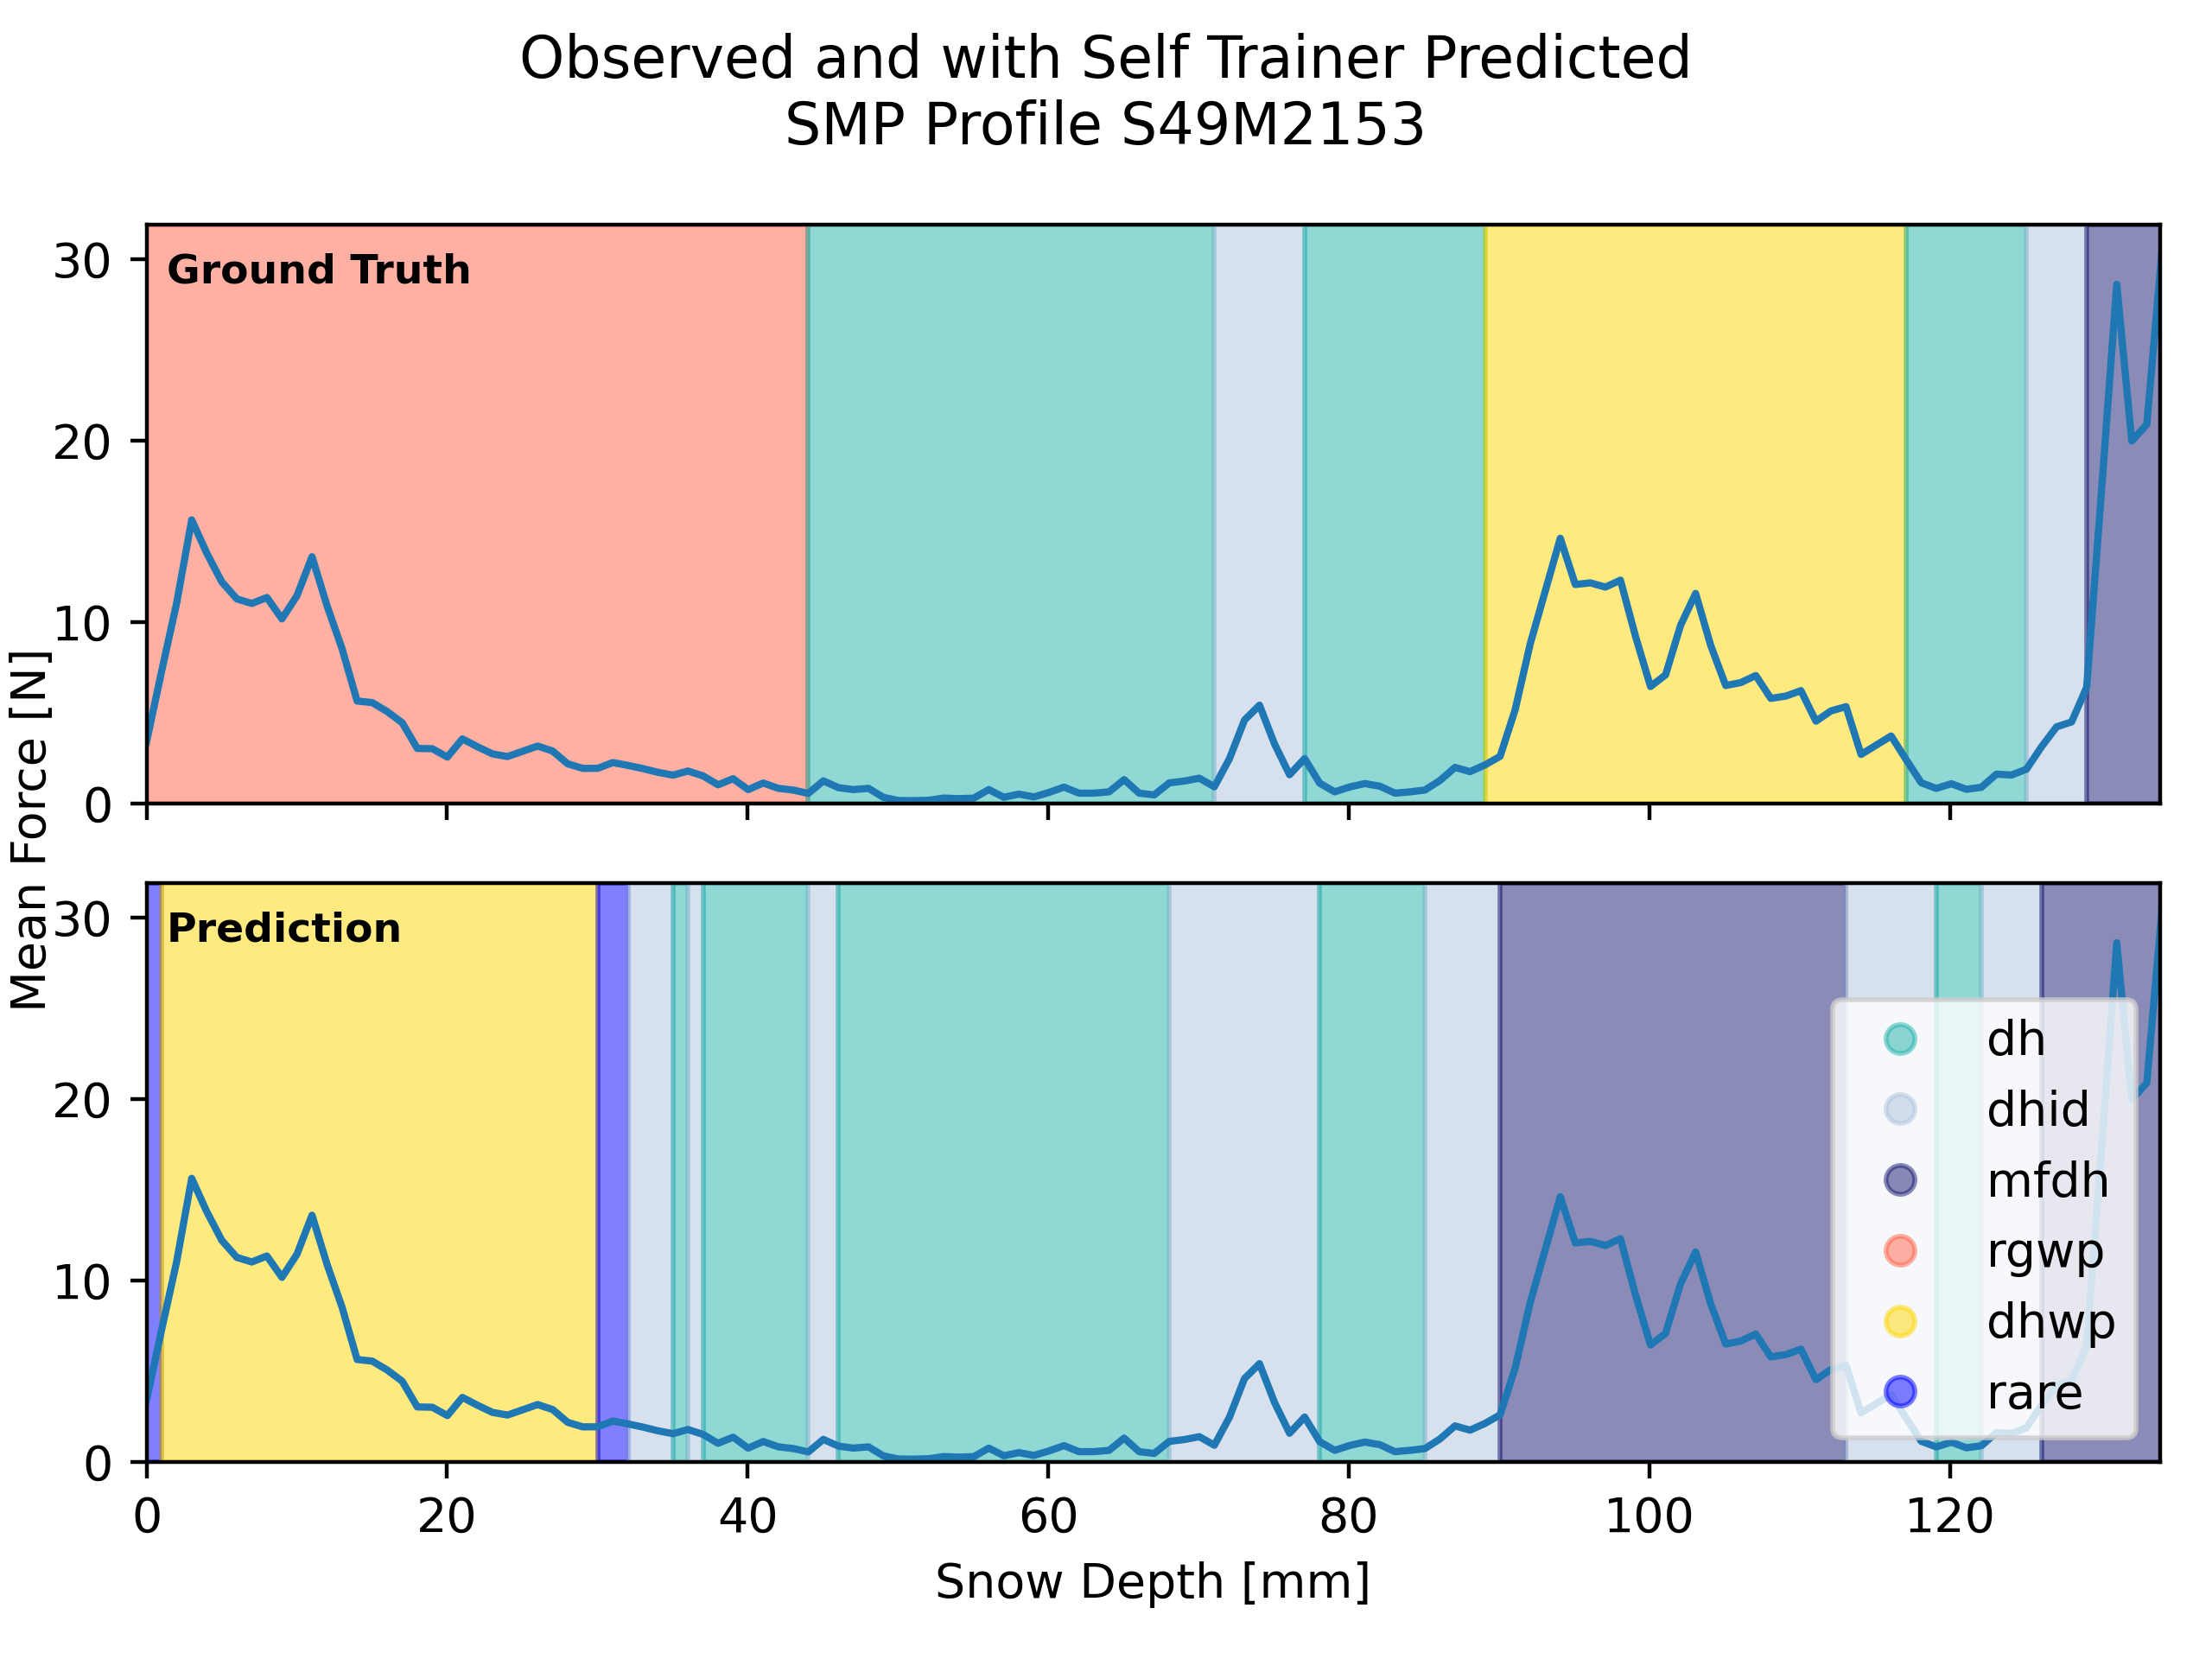 Observed and with Self Trainer Predicted
SMP Profile S49M2153
Mean Force [N]
30
20
10
0
Ground Truth
30
20
10
0
Prediction
dh
dhid
mfdh
rgwp
dhwp
rare
0 20 40 60 80 100 120
Snow Depth [mm]